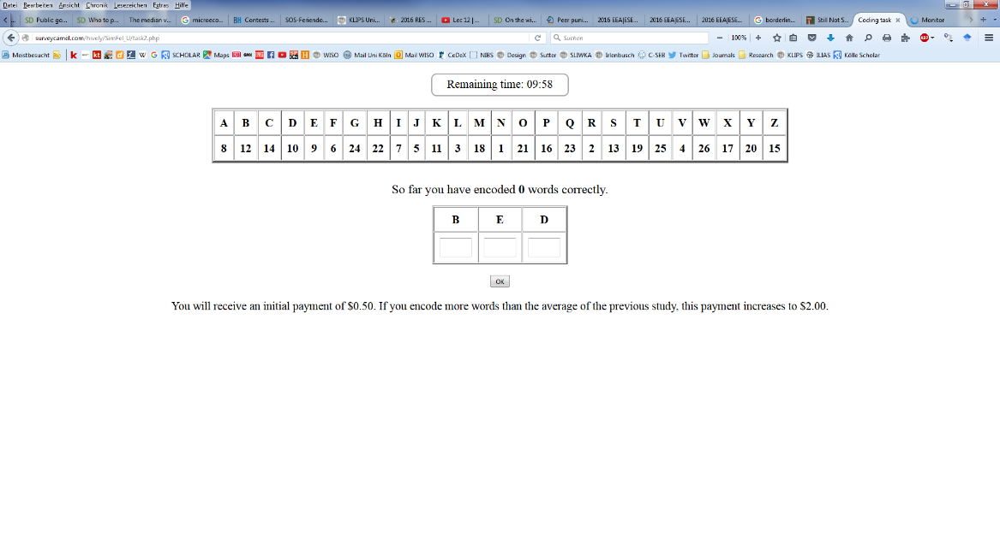 Datei Bearbeiten Ansicht Chronik Lesezeichen Extras Hilfe
SD Public go... SD Who to p... The median v... G microeco... BH Contests ... SOS-Feriendo... KLIPS Uni... 2016 RES ... Lec 12 | ... SD On the wi... Peer puni... 2016 EEA|ESE... 2016 EEA|ESE... 2016 EEA|ESE... G borderlin... Still Not S... Coding task Monitor
surveycamel.com/hively/SimFel_U/task2.php Suchen 100%
Meistbesucht k kt W G SCHOLAR Maps GMX H WISO Mail Uni Köln Mail WISO CeDeX NIBS Design Sutter SLIWKA Irlenbusch C-SEB Twitter Journals Research KLIPS ILIAS Kölle Scholar
Remaining time: 09:58
A B C D E F G H I J K L M N O P Q R S T U V W X Y Z
8 12 14 10 9 6 24 22 7 5 11 3 18 1 21 16 23 2 13 19 25 4 26 17 20 15
So far you have encoded 0 words correctly.
B E D
OK
You will receive an initial payment of $0.50. If you encode more words than the average of the previous study, this payment increases to $2.00.